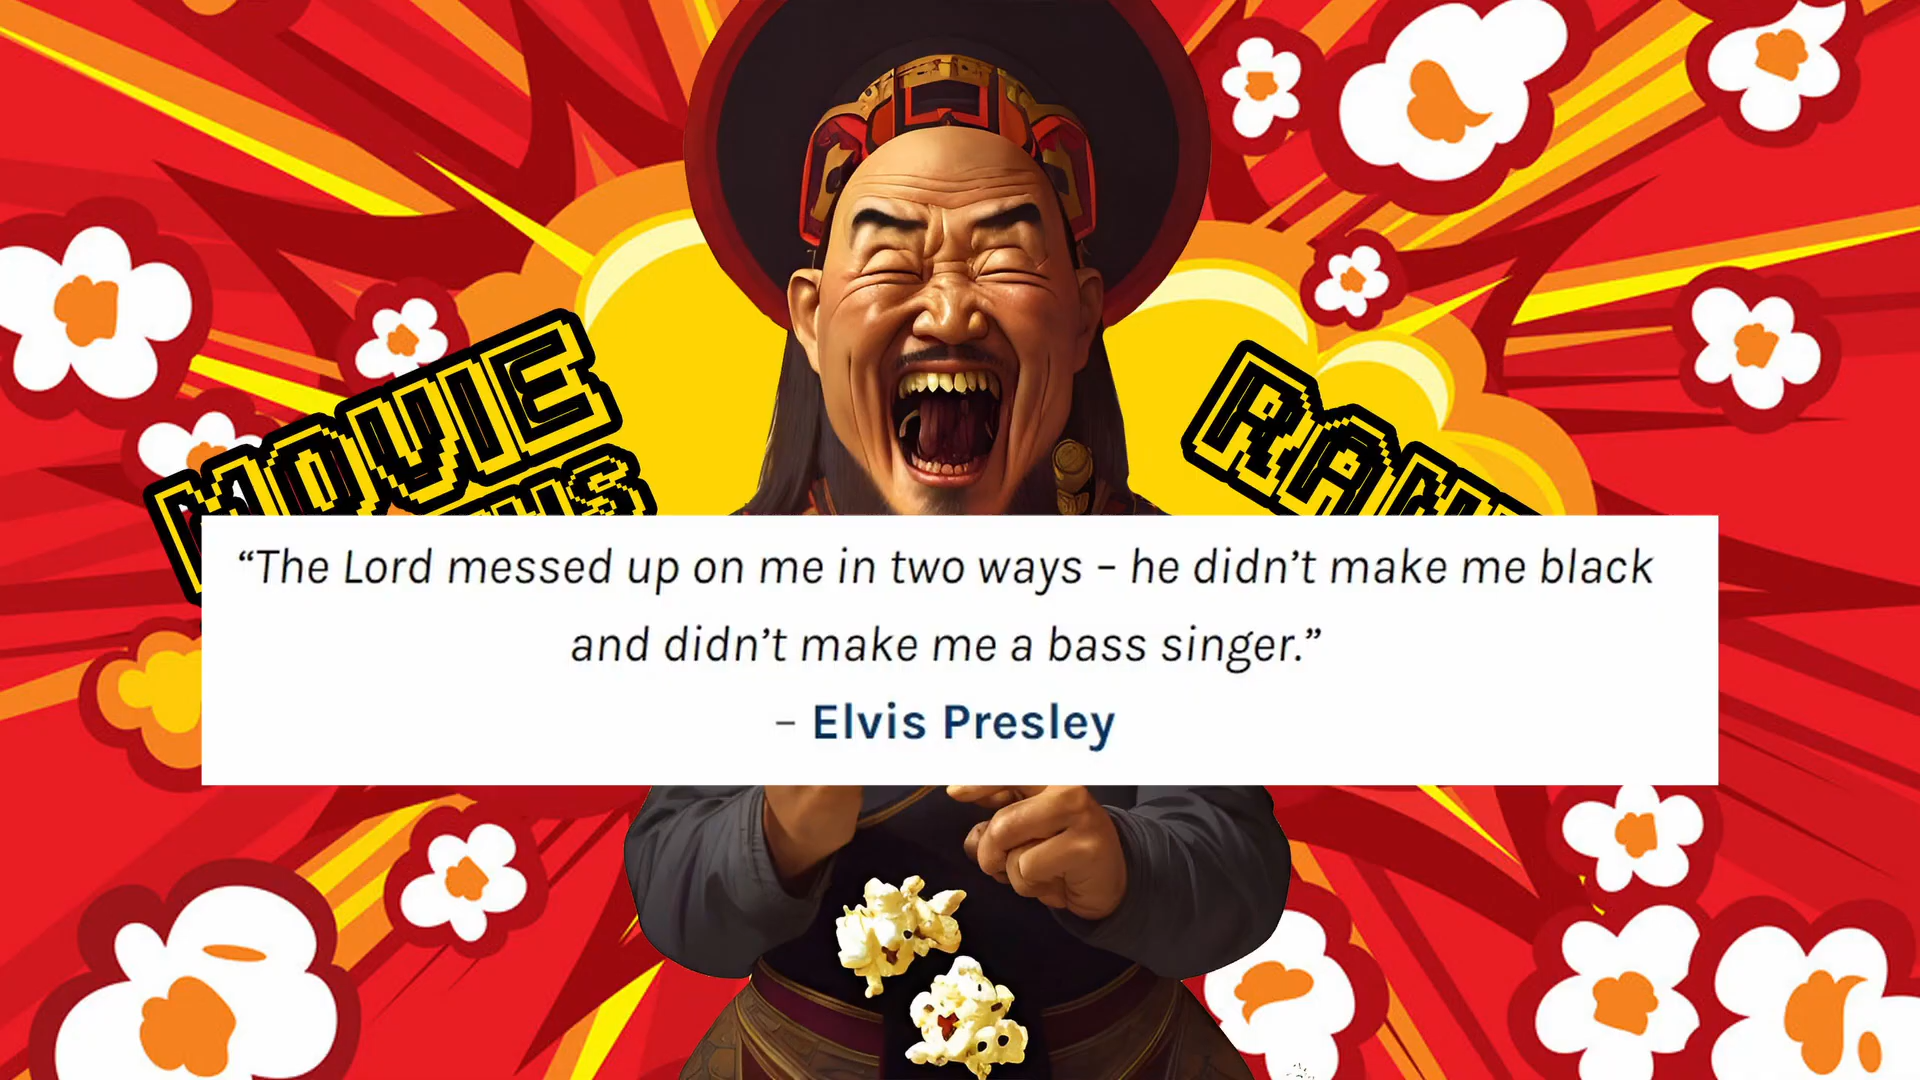 MOVIE
RAN
“The Lord messed up on me in two ways – he didn’t make me black
and didn’t make me a bass singer.”
– Elvis Presley